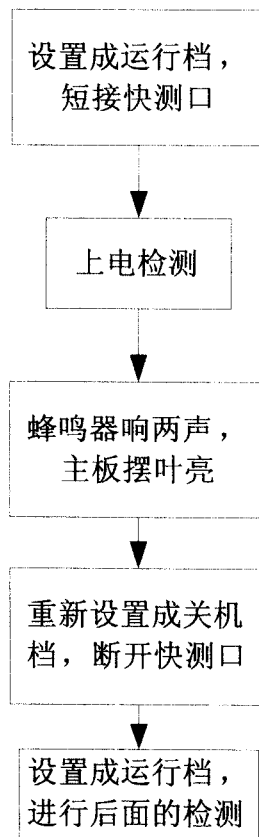 设置成运行档，
短接快测口
上电检测
蜂鸣器响两声，
主板摆叶亮
重新设置成关机
档，断开快测口
设置成运行档，
进行后面的检测